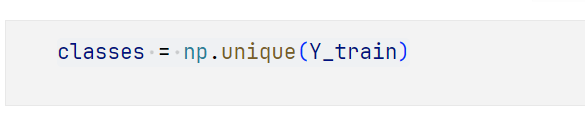 classes = np.unique(Y_train)